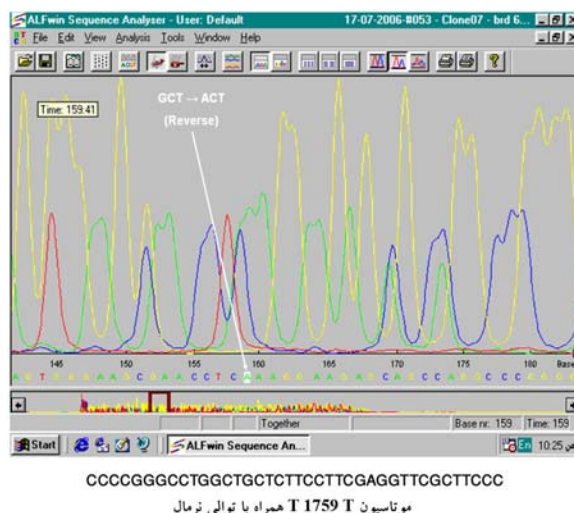 ALFwin Sequence Analyser - User: Default
17-07-2006-#053 - Clone07 - brd 6...
File Edit View Analysis Tools Window Help
Time: 159.41
GCT → ACT
(Reverse)
145 150 155 160 165 170 175 180 Base
Together
Base nr: 159
Time: 159
Start
ALFwin Sequence An...
En
10:25 ص
CCCCGGGCCTGGCTGCTCTTCCTTCGAGGTTCGCTTCCC
موتاسیون T 1759 T همراه با توالی نرمال